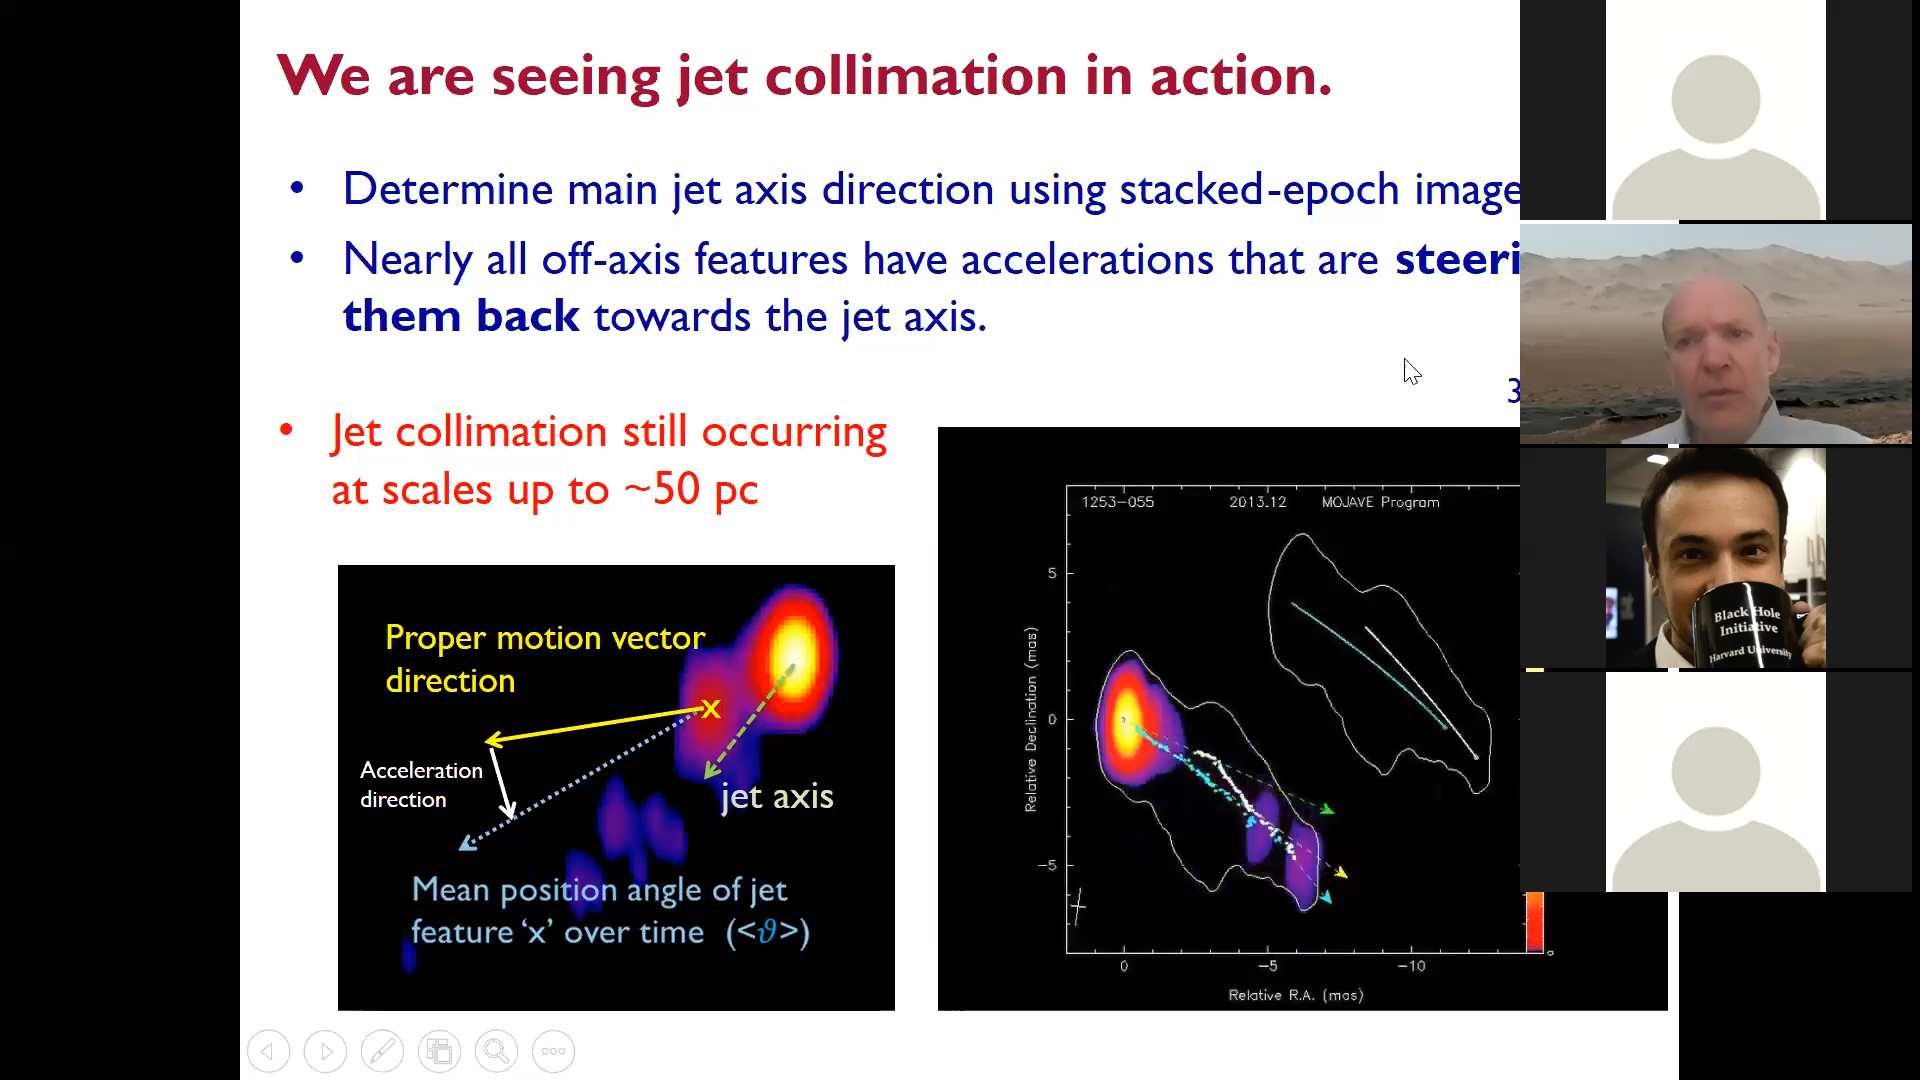 We are seeing jet collimation in action.
• Determine main jet axis direction using stacked-epoch image
• Nearly all off-axis features have accelerations that are steeri
them back towards the jet axis.
3
• Jet collimation still occurring
at scales up to ~50 pc
Proper motion vector
direction
x
Acceleration
direction
jet axis
Mean position angle of jet
feature ‘x’ over time (<ϑ>)
1253-055 2013.12 MOJAVE Program
5
0
-5
Relative Declination (mas)
0 -5 -10
Relative R.A. (mas)
0
Black Hole
Initiative
Harvard University